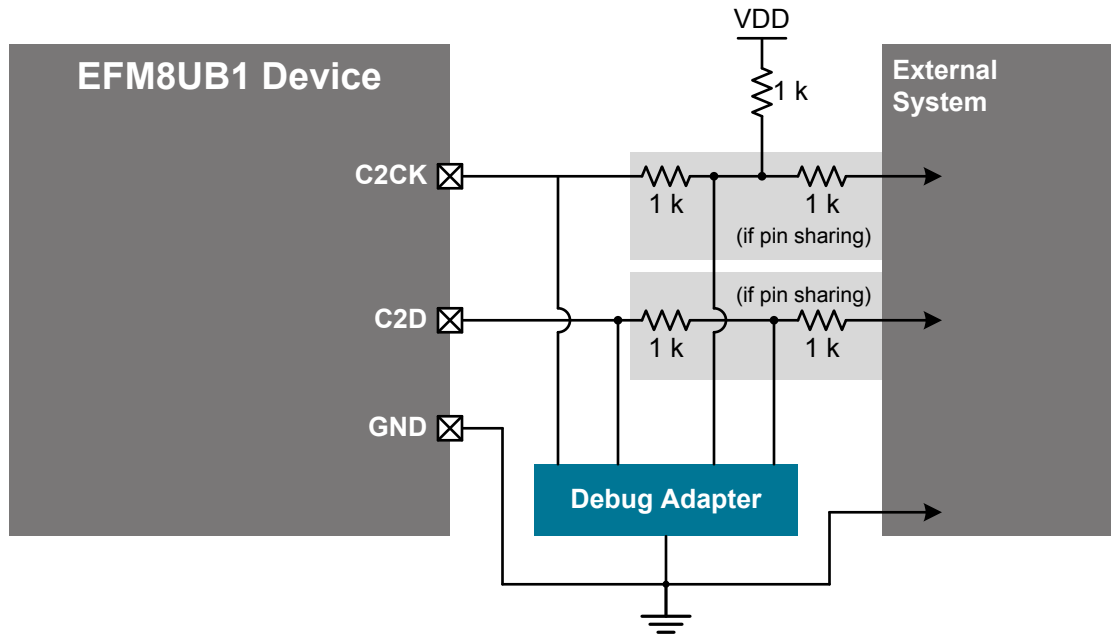 VDD
EFM8UB1 Device
External
System
1 k
C2CK
1 k
1 k
(if pin sharing)
(if pin sharing)
C2D
1 k
1 k
GND
Debug Adapter